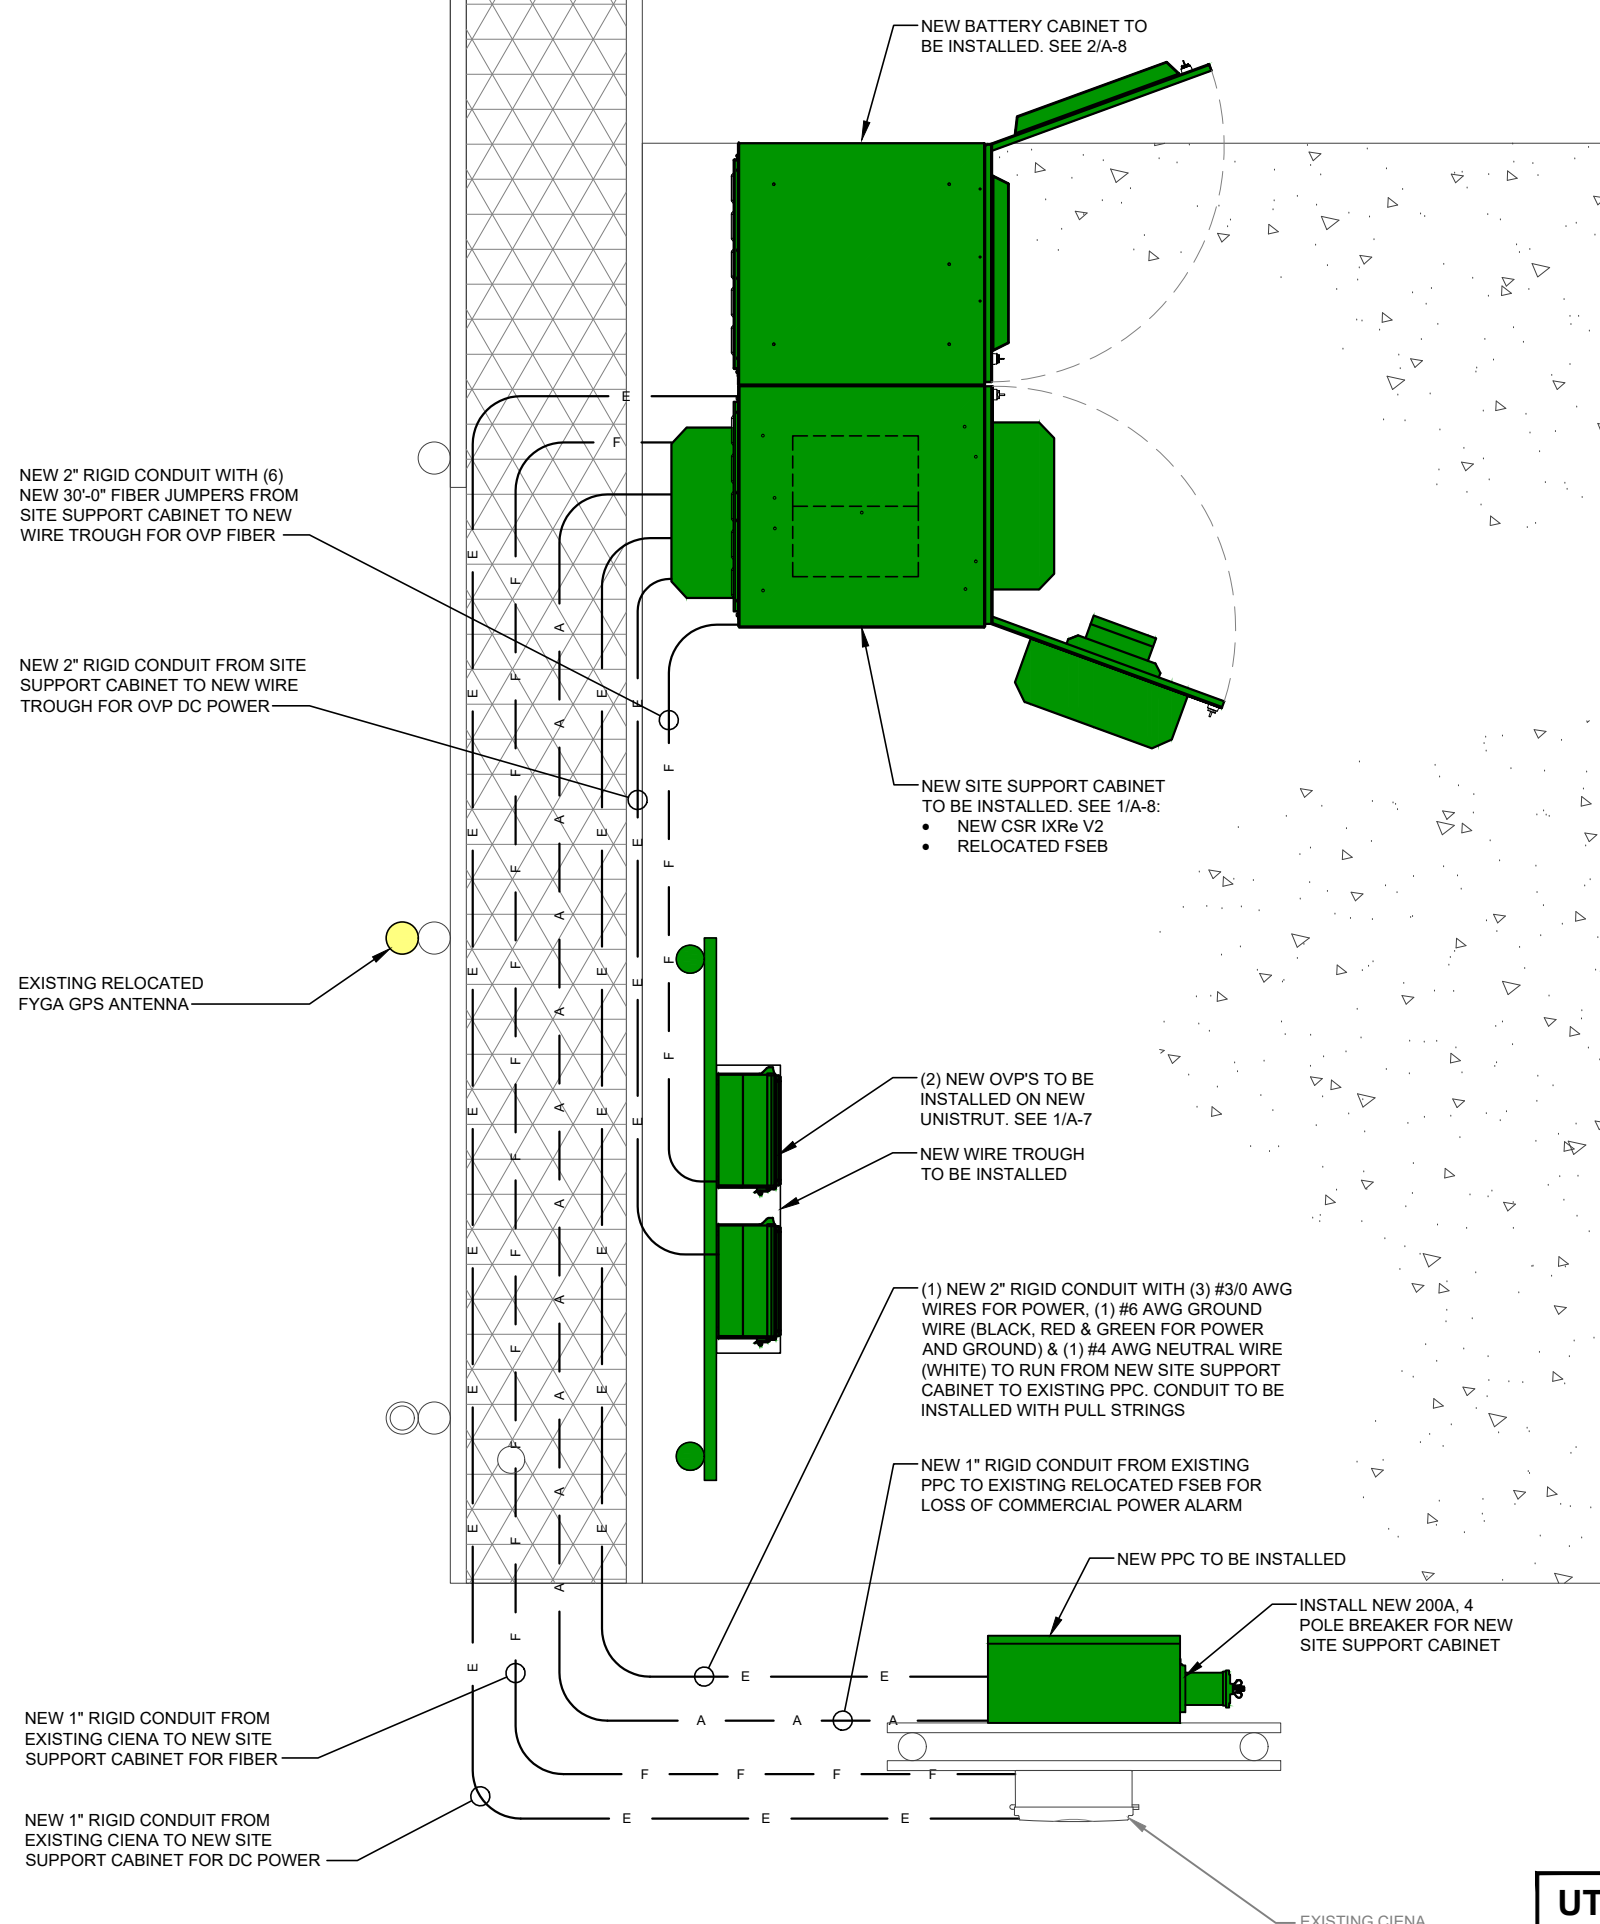 NEW BATTERY CABINET TO
BE INSTALLED. SEE 2/A-8
NEW 2" RIGID CONDUIT WITH (6)
NEW 30'-0" FIBER JUMPERS FROM
SITE SUPPORT CABINET TO NEW
WIRE TROUGH FOR OVP FIBER
NEW 2" RIGID CONDUIT FROM SITE
SUPPORT CABINET TO NEW WIRE
TROUGH FOR OVP DC POWER
NEW SITE SUPPORT CABINET
TO BE INSTALLED. SEE 1/A-8:
• NEW CSR IXRe V2
• RELOCATED FSEB
EXISTING RELOCATED
FYGA GPS ANTENNA
(2) NEW OVP'S TO BE
INSTALLED ON NEW
UNISTRUT. SEE 1/A-7
NEW WIRE TROUGH
TO BE INSTALLED
(1) NEW 2" RIGID CONDUIT WITH (3) #3/0 AWG
WIRES FOR POWER, (1) #6 AWG GROUND
WIRE (BLACK, RED & GREEN FOR POWER
AND GROUND) & (1) #4 AWG NEUTRAL WIRE
(WHITE) TO RUN FROM NEW SITE SUPPORT
CABINET TO EXISTING PPC. CONDUIT TO BE
INSTALLED WITH PULL STRINGS
NEW 1" RIGID CONDUIT FROM EXISTING
PPC TO EXISTING RELOCATED FSEB FOR
LOSS OF COMMERCIAL POWER ALARM
NEW PPC TO BE INSTALLED
INSTALL NEW 200A, 4
POLE BREAKER FOR NEW
SITE SUPPORT CABINET
E E
A A A
F F F F
E E E
NEW 1" RIGID CONDUIT FROM
EXISTING CIENA TO NEW SITE
SUPPORT CABINET FOR FIBER
NEW 1" RIGID CONDUIT FROM
EXISTING CIENA TO NEW SITE
SUPPORT CABINET FOR DC POWER
EXISTING CIENA
UT